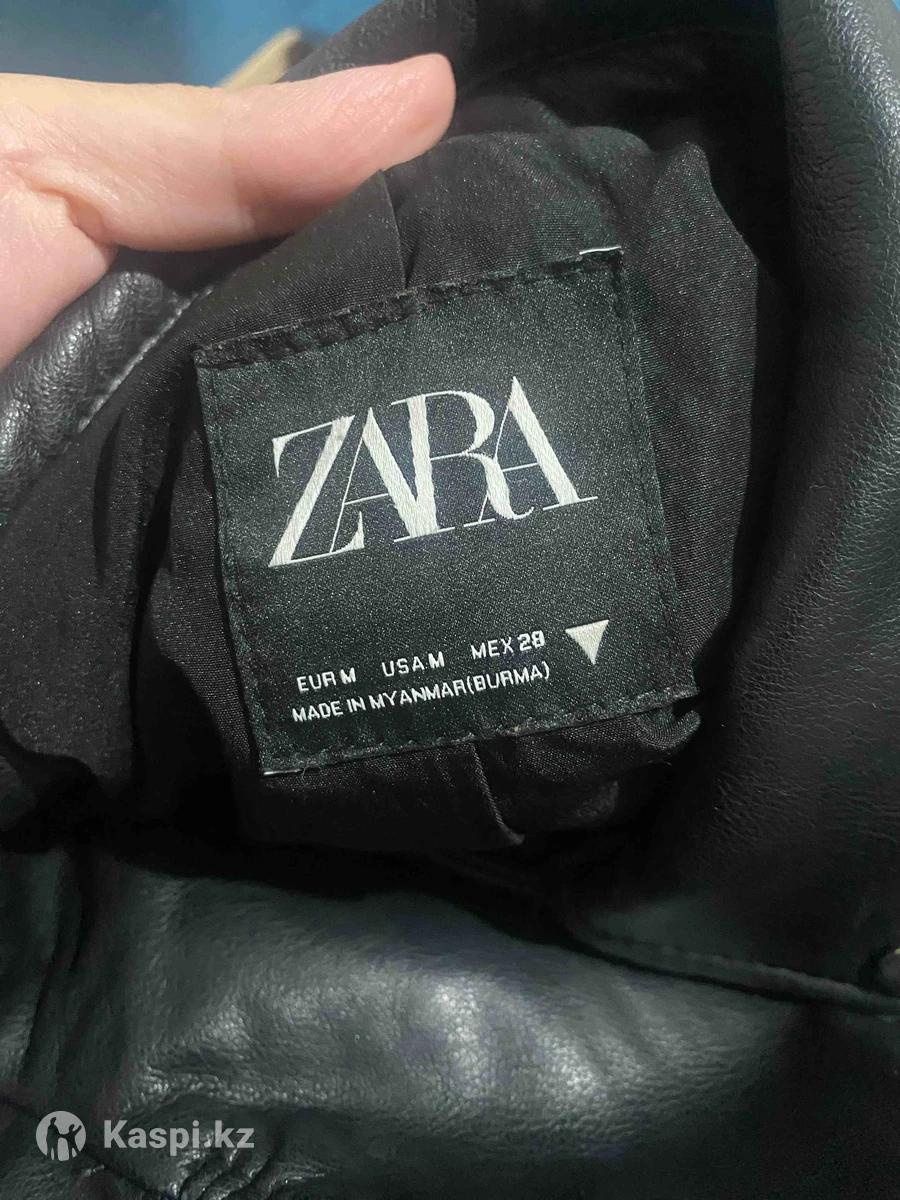 ZARA
EUR M USA M MEX 28
MADE IN MYANMAR(BURMA)
Kaspi.kz